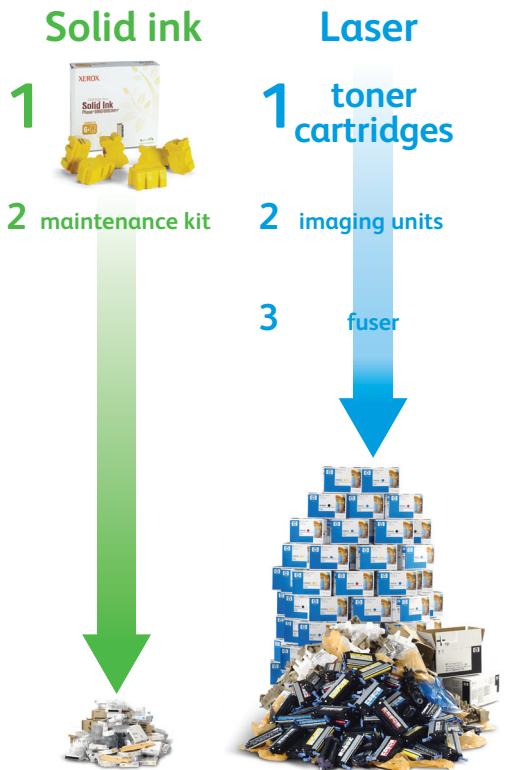 Solid ink
Laser
1
XEROX
Solid Ink
2 maintenance kit
1 toner
cartridges
2 imaging units
3 fuser